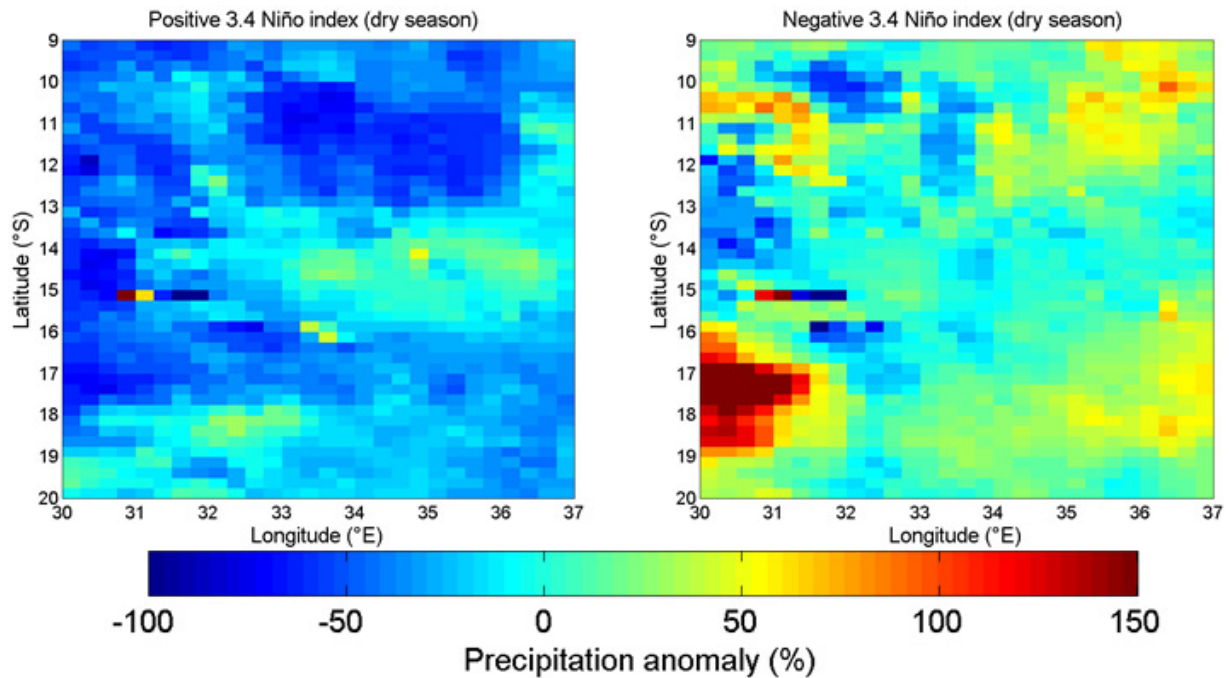 Positive 3.4 Niño index (dry season)
Negative 3.4 Niño index (dry season)
Latitude (°S)
9
10
11
12
13
14
15
16
17
18
19
20
30 31 32 33 34 35 36 37
Longitude (°E)
Latitude (°S)
9
10
11
12
13
14
15
16
17
18
19
20
30 31 32 33 34 35 36 37
Longitude (°E)
-100 -50 0 50 100 150
Precipitation anomaly (%)